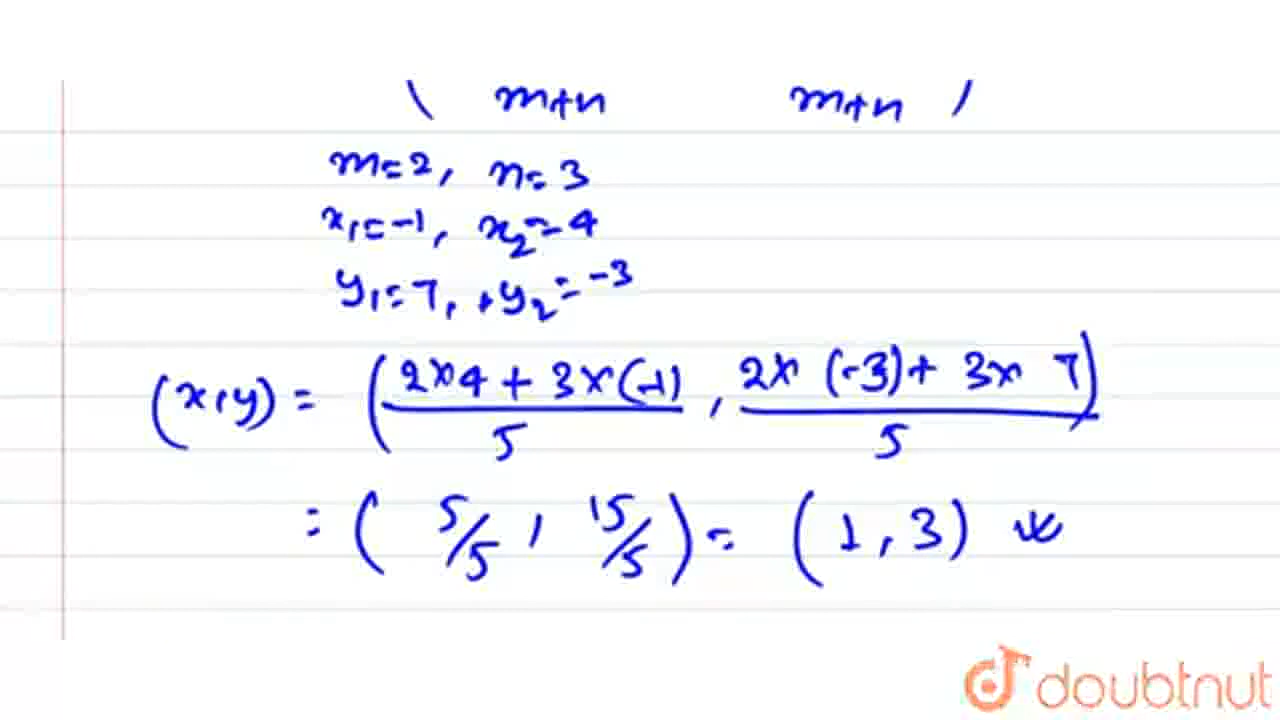 ( m+n m+n )
m=2, n=3
x₁=-1, x₂=4
y₁=7, +y₂=-3
(x,y) = ( 2×4 + 3×(-1) / 5 , 2× (-3)+ 3× 7 / 5 )
= ( 5/5 , 15/5 ) = ( 1, 3 )
doubtnut